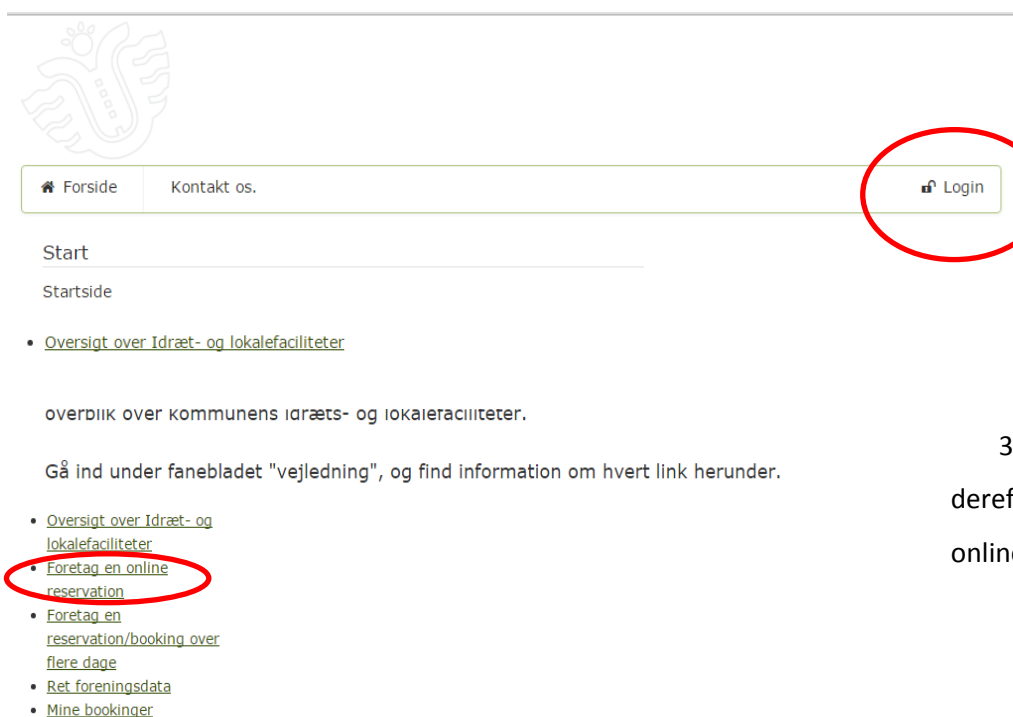 Forside
Kontakt os.
Login
Start
Startside
Oversigt over Idræt- og lokalefaciliteter
overblik over kommunens idræts- og lokalefaciliteter.
Gå ind under fanebladet "vejledning", og find information om hvert link herunder.
Oversigt over Idræt- og
lokalefaciliteter
Foretag en online
reservation
Foretag en
reservation/booking over
flere dage
Ret foreningsdata
Mine bookinger
3